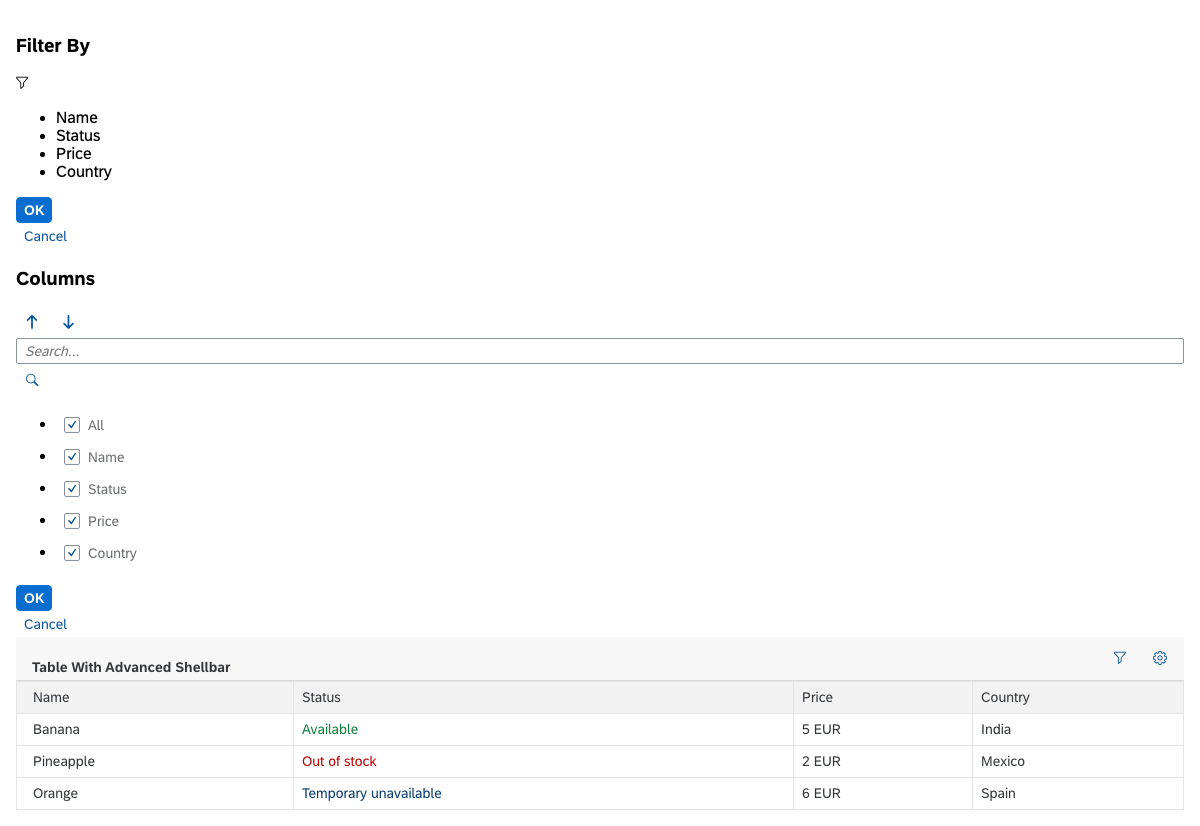 Filter By
Name
Status
Price
Country
OK
Cancel
Columns
Search...
All
Name
Status
Price
Country
OK
Cancel
Table With Advanced Shellbar
Name Status Price Country
Banana Available 5 EUR India
Pineapple Out of stock 2 EUR Mexico
Orange Temporary unavailable 6 EUR Spain